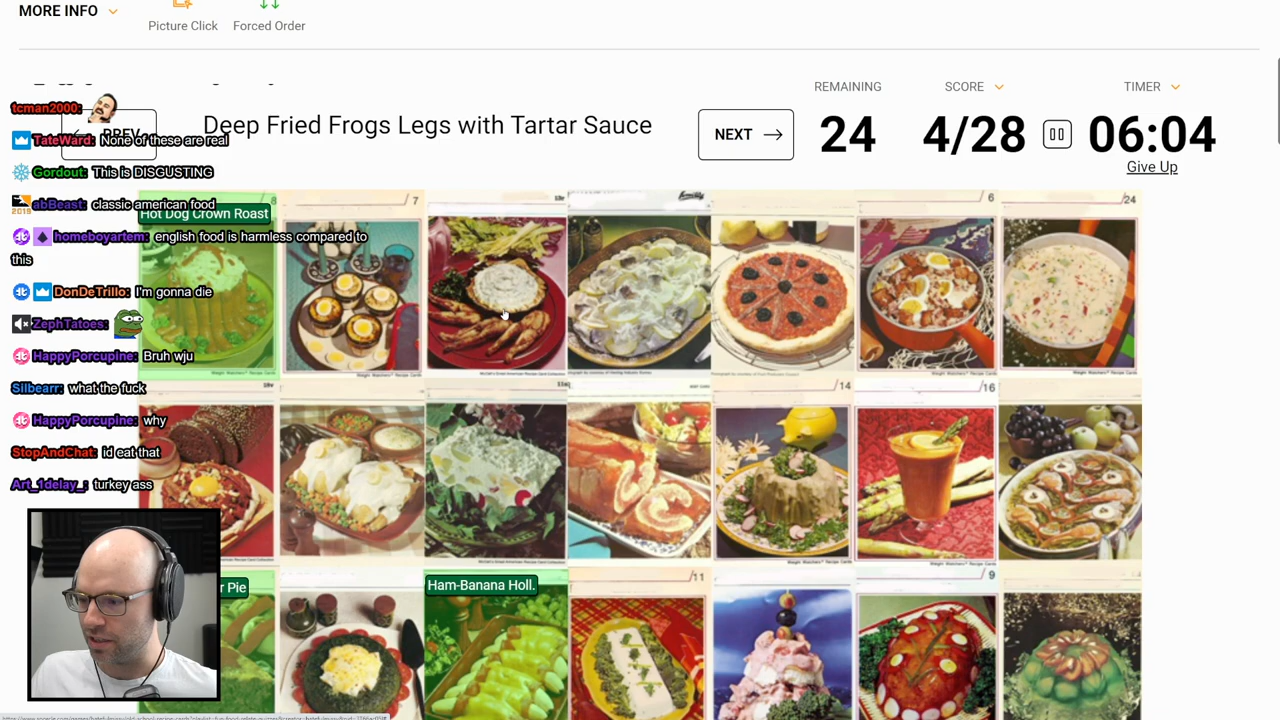 MORE INFO
Picture Click
Forced Order
REMAINING
SCORE
TIMER
PREV
Deep Fried Frogs Legs with Tartar Sauce
NEXT
24
4/28
06:04
Give Up
tcman2000:
TateWard: None of these are real
Gordout: This is DISGUSTING
abBeast: classic american food
homeboyartem: english food is harmless compared to
this
DonDeTrillo: I'm gonna die
ZephTatoes:
HappyPorcupine: Bruh wju
Silbearr: what the fuck
HappyPorcupine: why
StopAndChat: id eat that
Art_1delay_: turkey ass
8
7
6
24
Hot Dog Crown Roast
14
16
r Pie
Ham-Banana Holl.
11
9